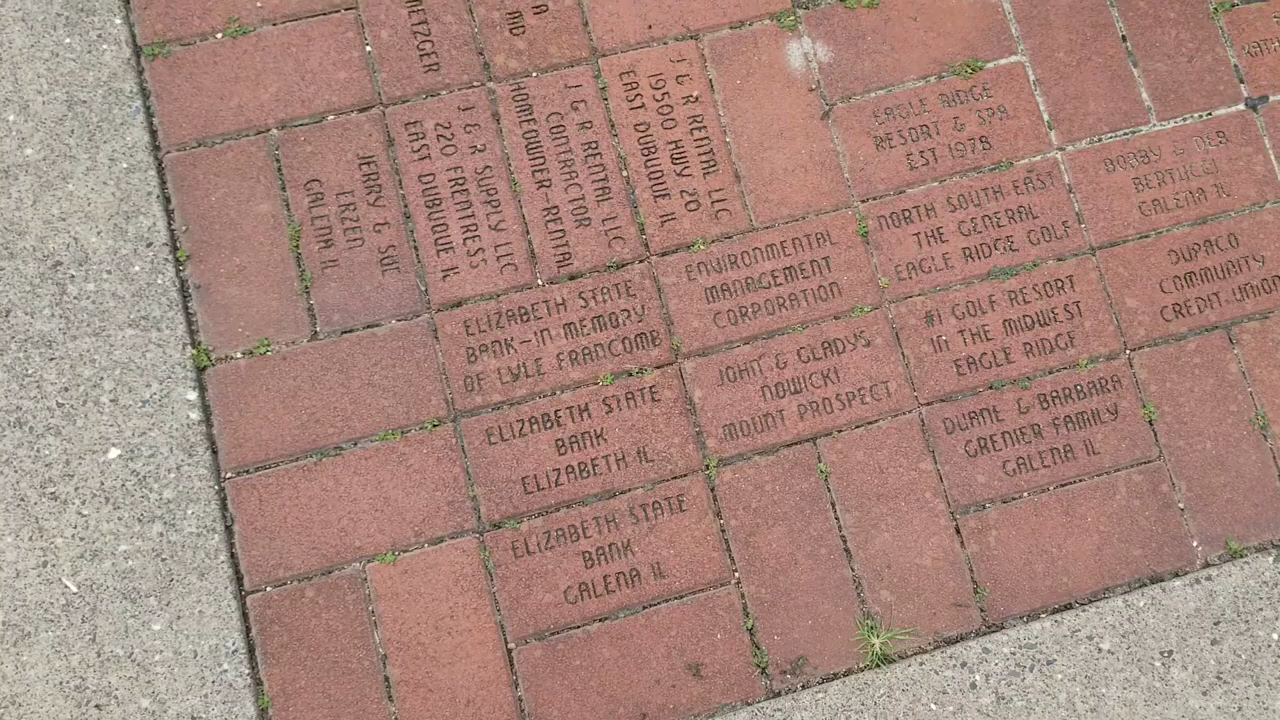 METZGER
A
MD
J & R RENTAL LLC
19500 HWY 20
EAST DUBUQUE IL
J & R RENTAL LLC
CONTRACTOR
HOMEOWNER-RENTAL
J & R SUPPLY LLC
220 FRENTRESS
EAST DUBUQUE IL
JERRY & SUE
ERZEN
GALENA IL
EAGLE RIDGE
RESORT & SPA
EST 1978
BOBBY & DEB
BERTUCCI
GALENA IL
NORTH SOUTH EAST
THE GENERAL
EAGLE RIDGE GOLF
DUPACO
COMMUNITY
CREDIT UNION
ENVIRONMENTAL
MANAGEMENT
CORPORATION
#1 GOLF RESORT
IN THE MIDWEST
EAGLE RIDGE
ELIZABETH STATE
BANK-IN MEMORY
OF LYLE FRANCOMB
JOHN & GLADYS
NOWICKI
MOUNT PROSPECT
DUANE & BARBARA
GRENIER FAMILY
GALENA IL
ELIZABETH STATE
BANK
ELIZABETH IL
ELIZABETH STATE
BANK
GALENA IL